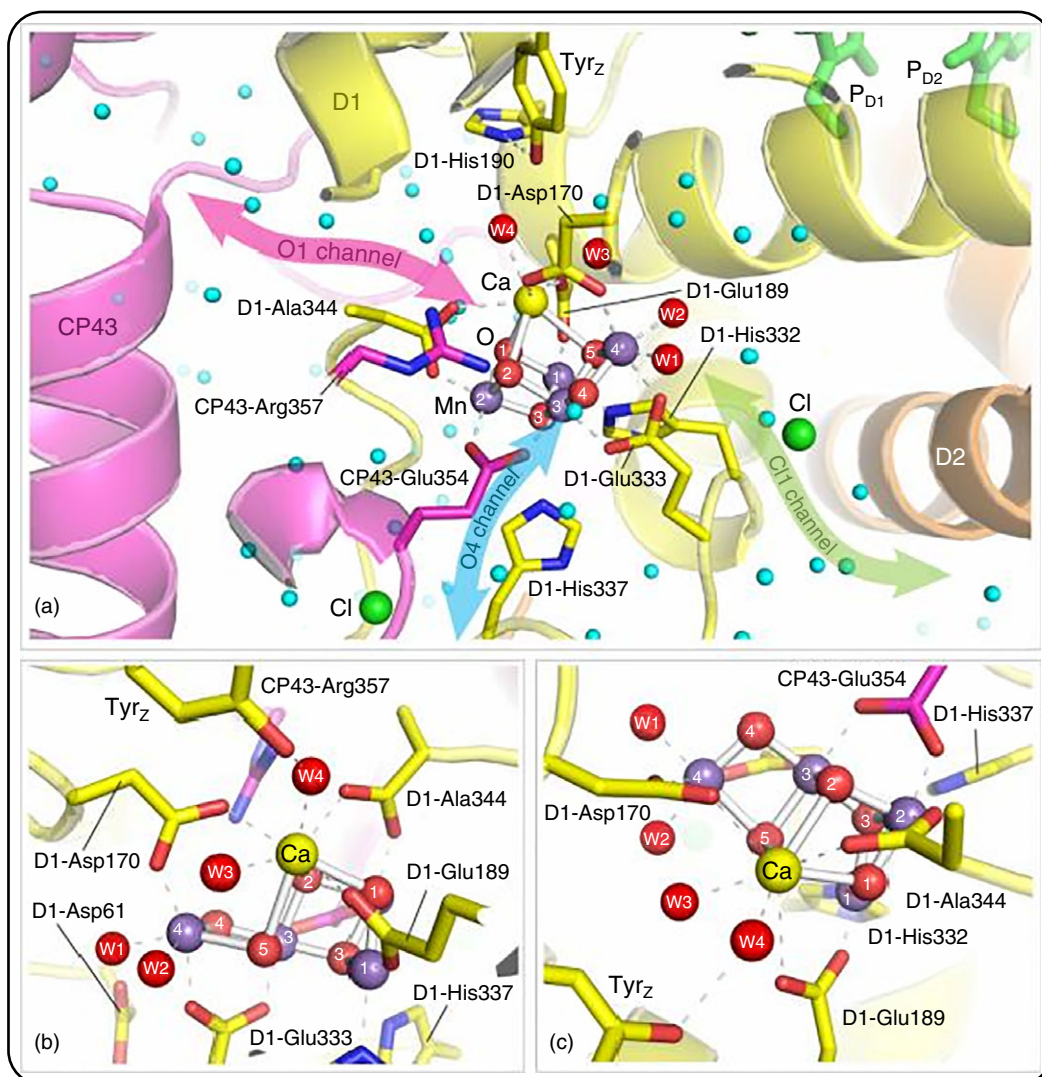 Tyr_Z
P_D2
P_D1
D1
D1-His190
D1-Asp170
W4
W3
O1 channel
Ca
D1-Glu189
D1-Ala344
W2
D1-His332
CP43
O
1
5
4
W1
2
1
4
CP43-Arg357
Mn
2
3
3
Cl
D2
CP43-Glu354
D1-Glu333
O4 channel
Cl1 channel
D1-His337
Cl
(a)
CP43-Arg357
Tyr_Z
W4
D1-Ala344
D1-Asp170
Ca
W3
2
1
D1-Glu189
D1-Asp61
4
4
3
W1
5
3
1
W2
D1-His337
D1-Glu333
(b)
CP43-Glu354
W1
4
D1-His337
4
3
2
D1-Asp170
3
2
W2
5
Ca
1
W3
1
D1-Ala344
W4
D1-His332
Tyr_Z
D1-Glu189
(c)